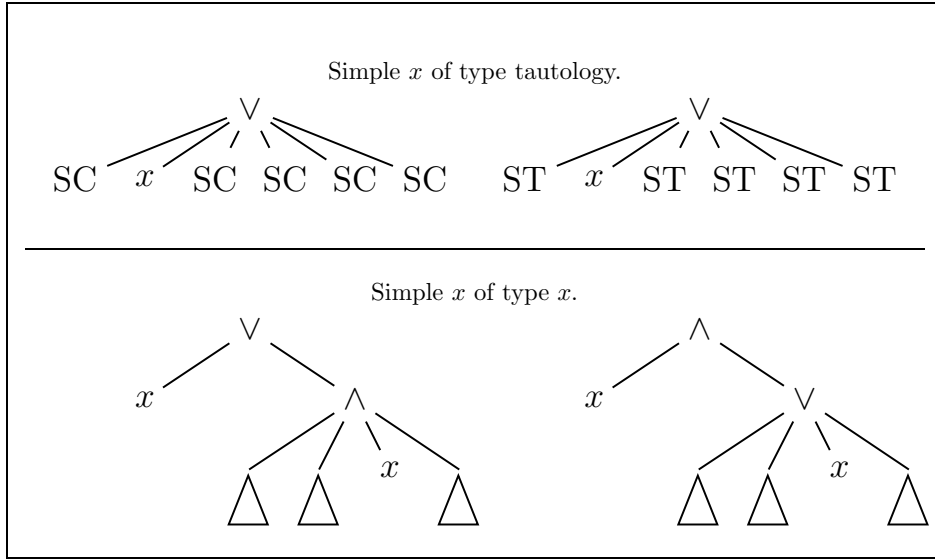 Simple x of type tautology.
∨ ∨
SC x SC SC SC SC ST x ST ST ST ST
Simple x of type x.
∨ ∧
x ∧ x ∨
x x